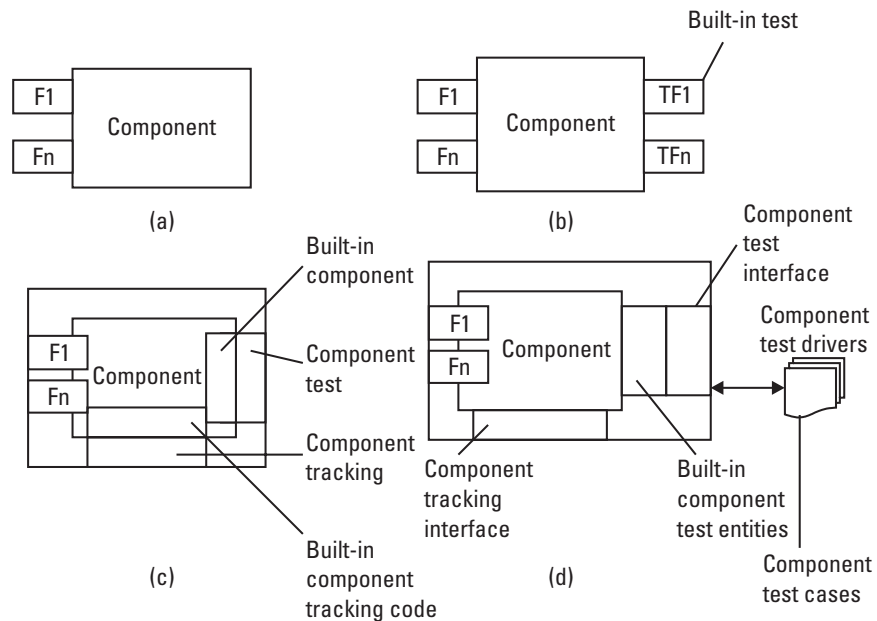 Built-in test
F1
Component
Fn
(a)
F1
Component
TF1
Fn
TFn
(b)
Built-in
component
F1
Component
Fn
Component
test
Component
tracking
Built-in
component
tracking code
(c)
Component
test
interface
F1
Component
Fn
Component
test drivers
Component
tracking
interface
Built-in
component
test entities
(d)
Component
test cases